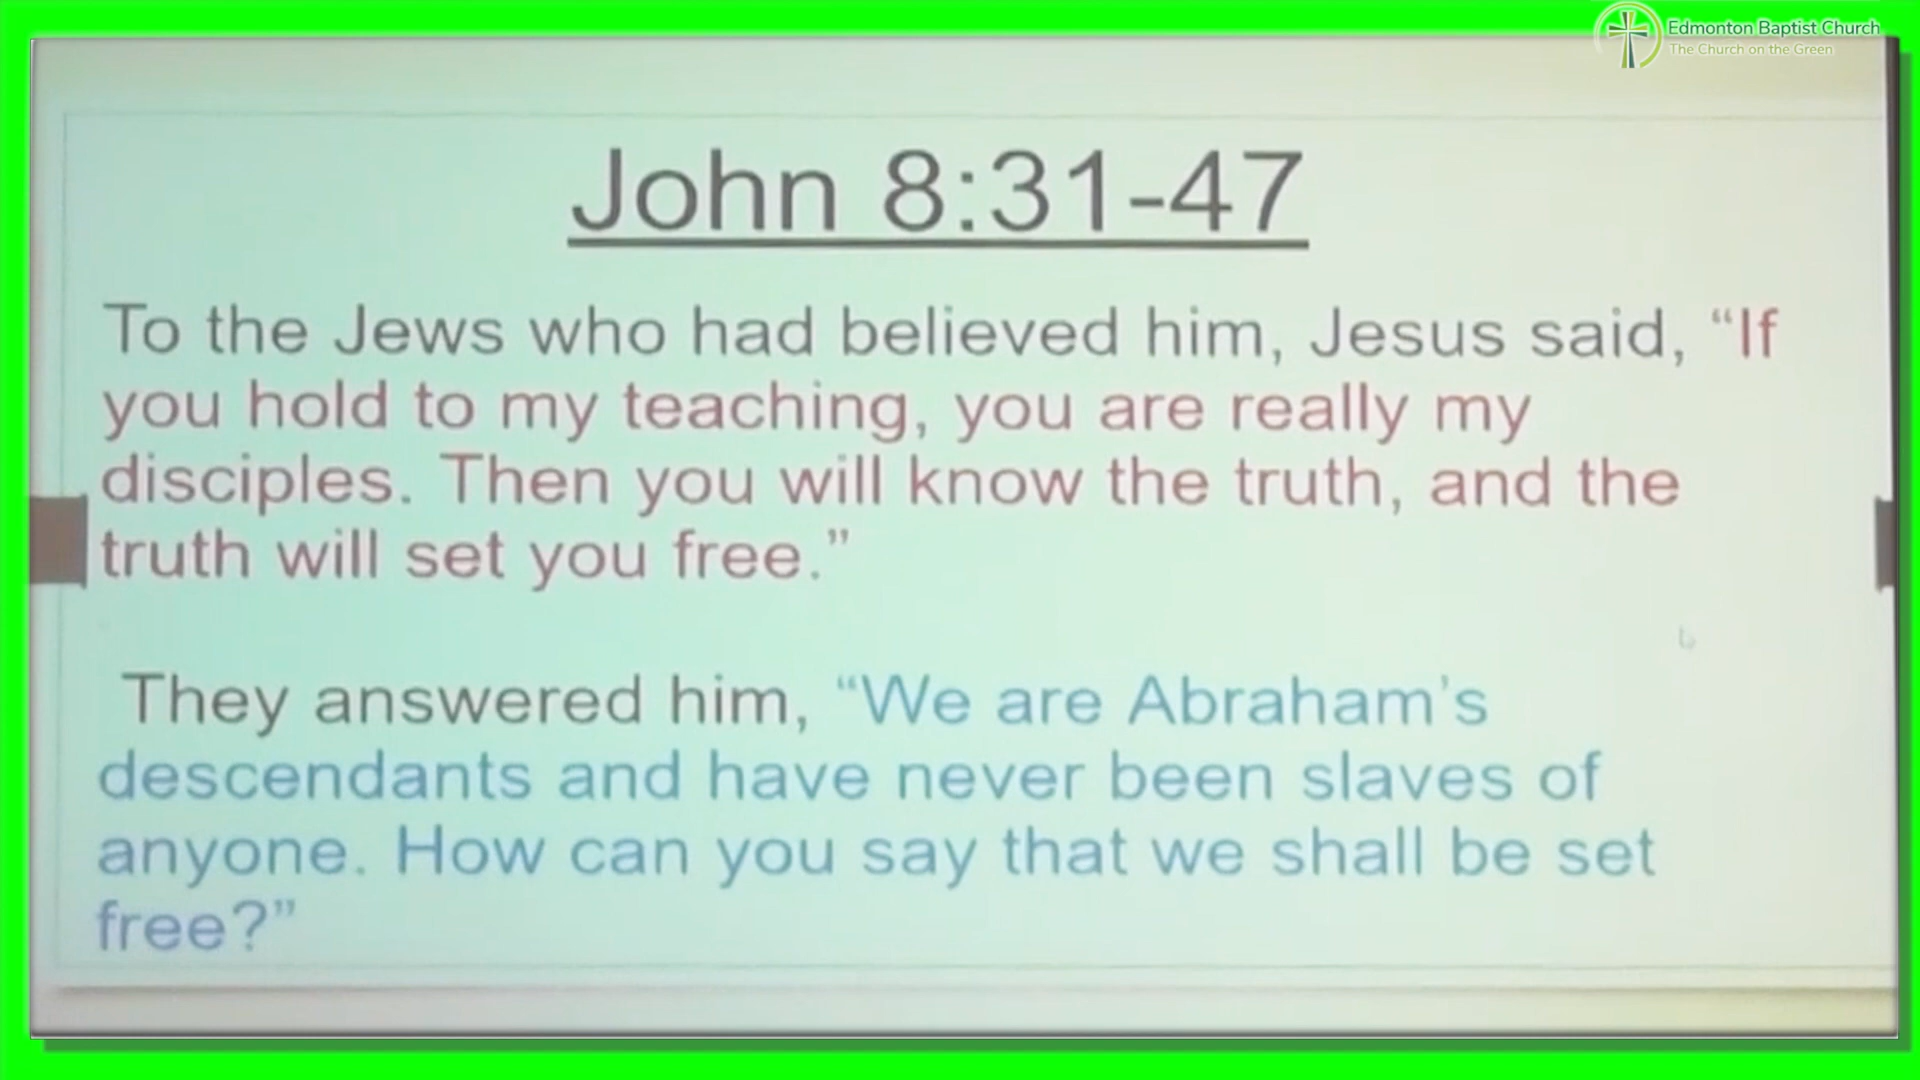 Edmonton Baptist Church
The Church on the Green
John 8:31-47
To the Jews who had believed him, Jesus said, “If
you hold to my teaching, you are really my
disciples. Then you will know the truth, and the
truth will set you free.”
They answered him, “We are Abraham’s
descendants and have never been slaves of
anyone. How can you say that we shall be set
free?”